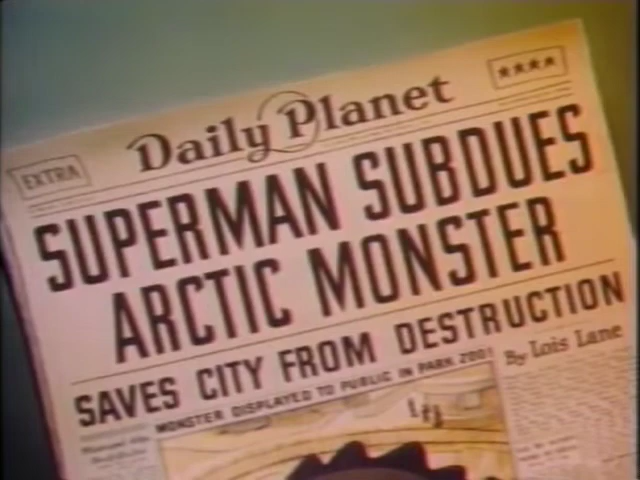 Daily Planet
EXTRA
SUPERMAN SUBDUES
ARCTIC MONSTER
SAVES CITY FROM DESTRUCTION
MONSTER DISPLAYED TO PUBLIC IN PARK ZOO!
By Lois Lane